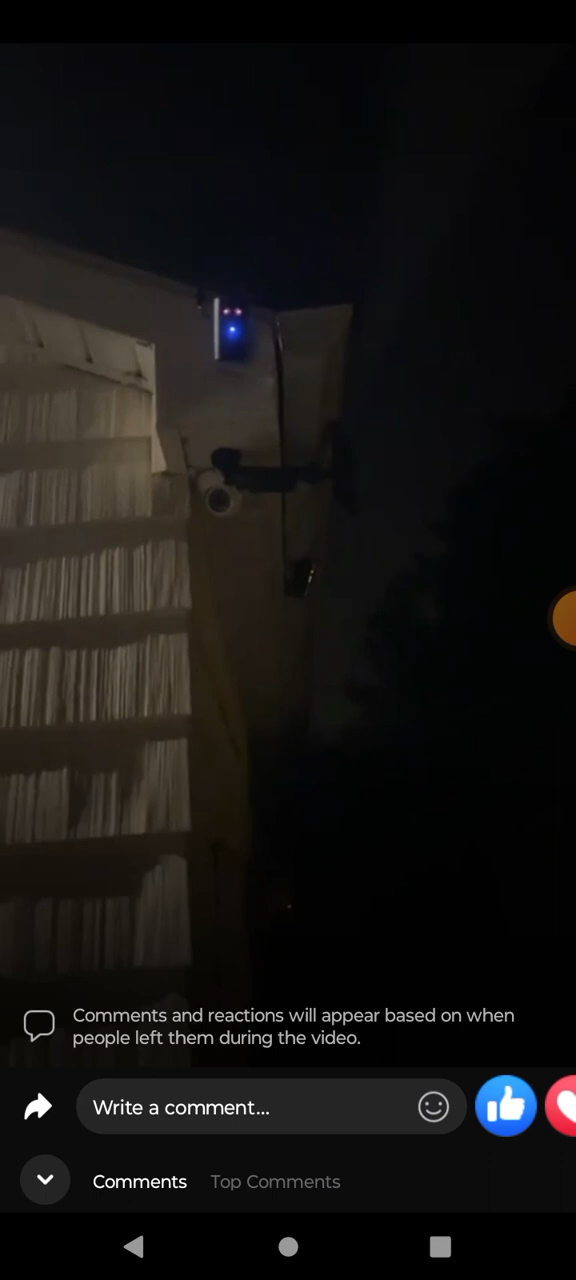 Comments and reactions will appear based on when
people left them during the video.
Write a comment...
Comments Top Comments